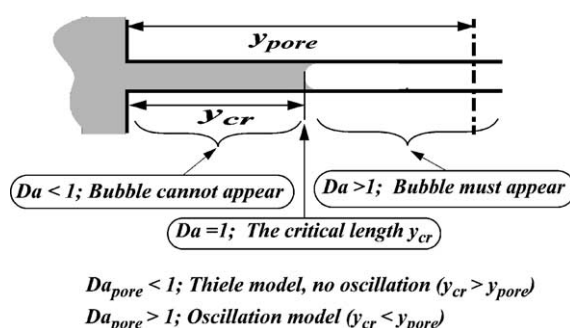 y_pore
y_cr
Da < 1; Bubble cannot appear
Da >1; Bubble must appear
Da =1; The critical length y_cr
Da_pore < 1; Thiele model, no oscillation (y_cr > y_pore)
Da_pore > 1; Oscillation model (y_cr < y_pore)